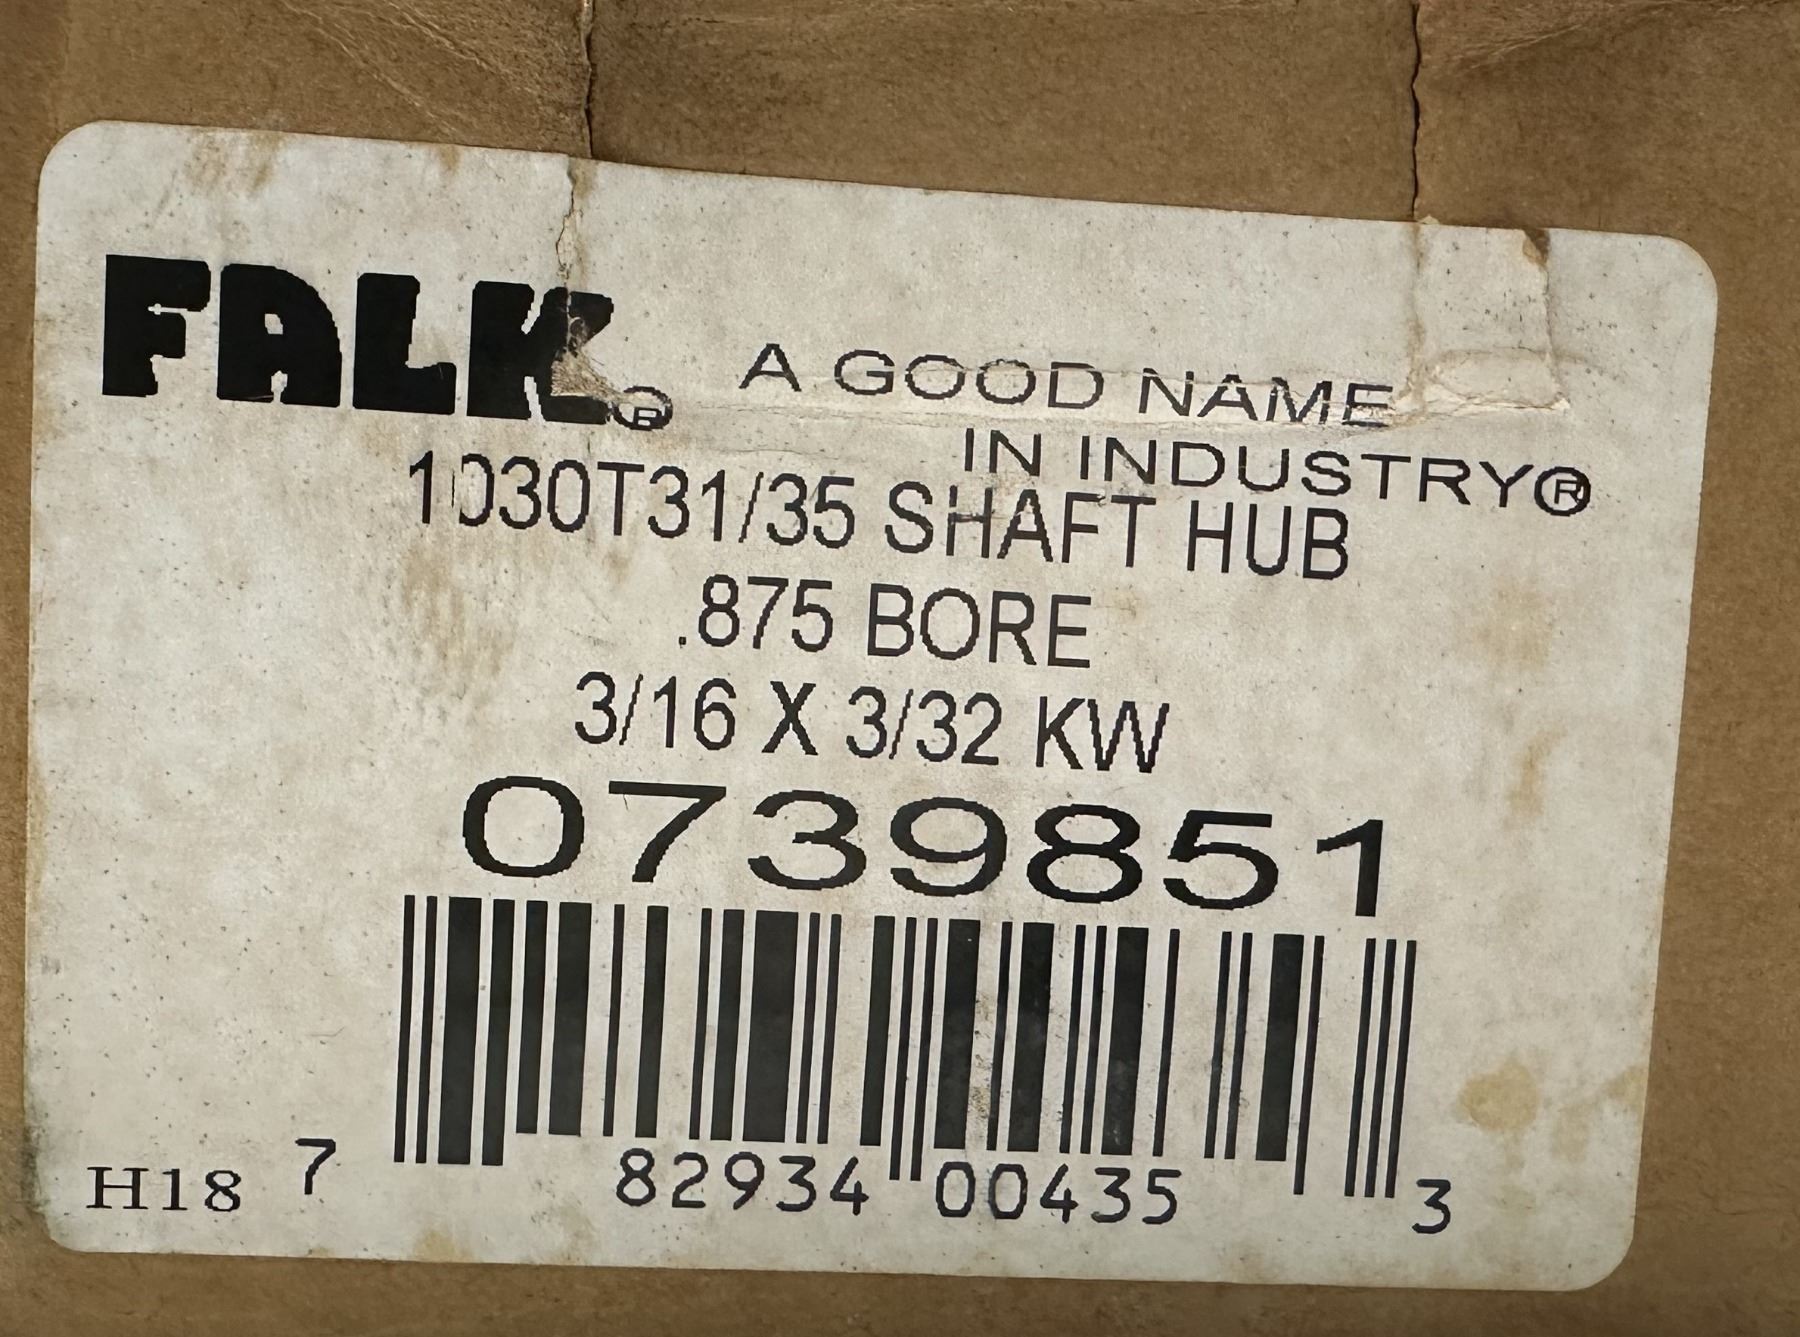 FALK® A GOOD NAME
IN INDUSTRY®
1030T31/35 SHAFT HUB
.875 BORE
3/16 X 3/32 KW
0739851
H18 7 82934 00435 3